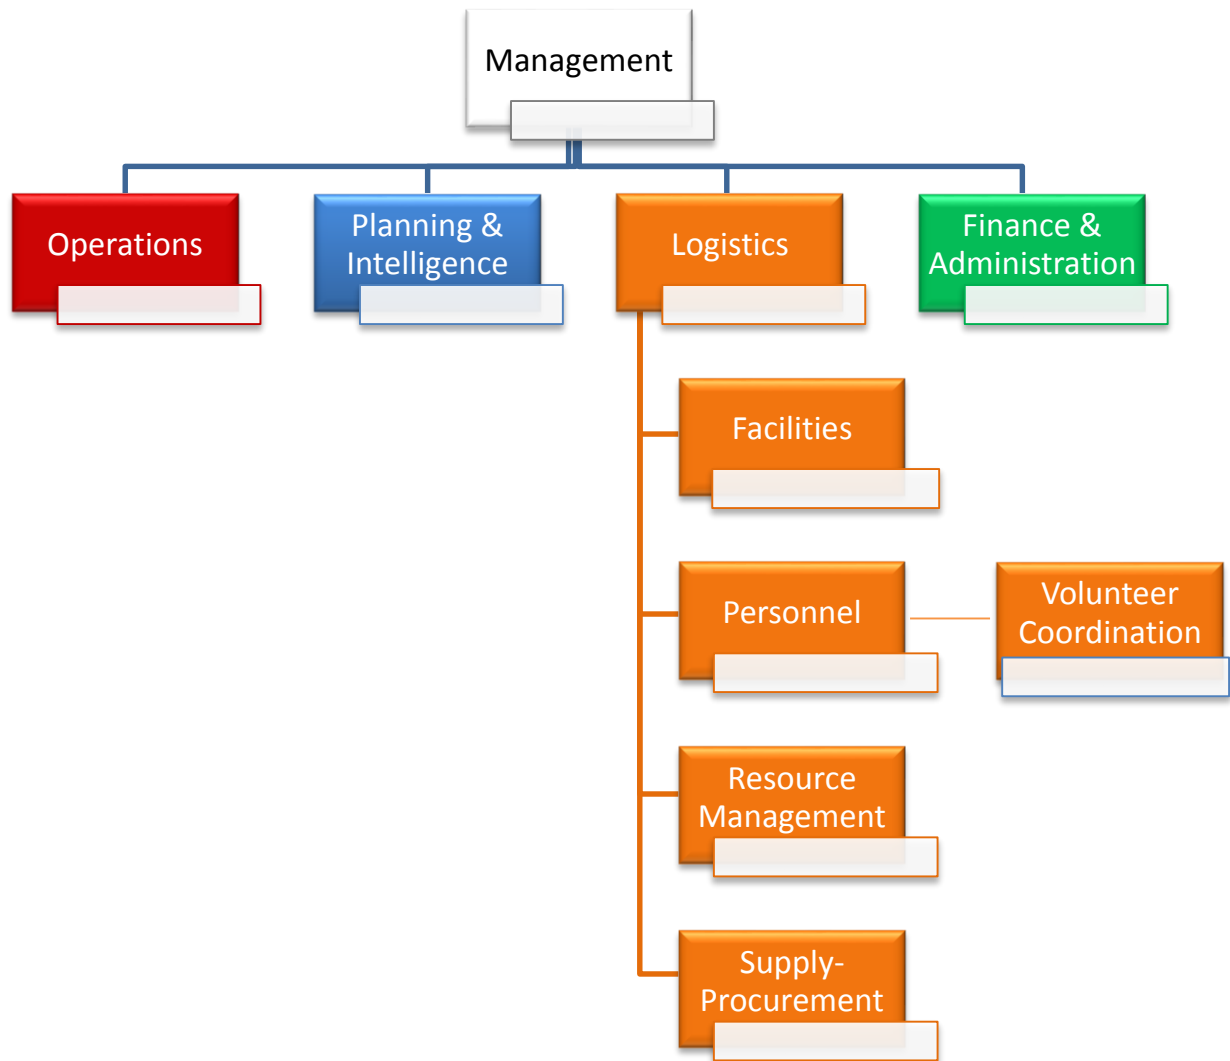 Management
Operations
Planning &
Intelligence
Logistics
Finance &
Administration
Facilities
Personnel
Volunteer
Coordination
Resource
Management
Supply-
Procurement